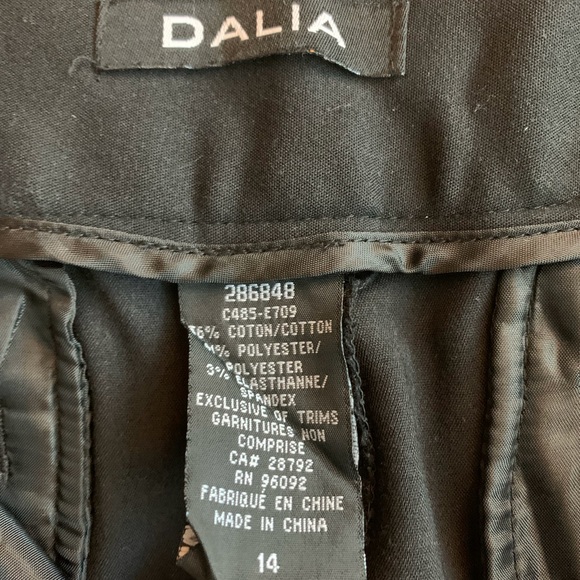 DALIA
286848
C485-E709
6% COTON/COTTON
% POLYESTER/
POLYESTER
3% ELASTHANNE/
SPANDEX
EXCLUSIVE OF TRIMS
GARNITURES NON
COMPRISE
CA# 28792
RN 96092
FABRIQUÉ EN CHINE
MADE IN CHINA
14